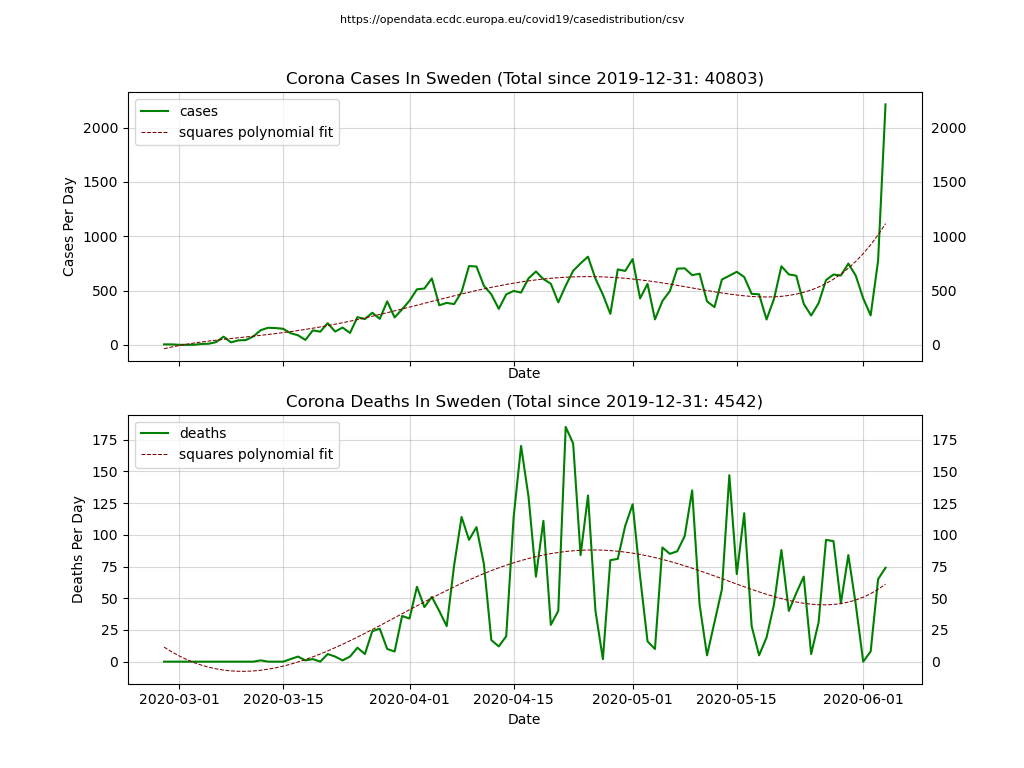 https://opendata.ecdc.europa.eu/covid19/casedistribution/csv
Corona Cases In Sweden (Total since 2019-12-31: 40803)
cases
squares polynomial fit
2000 2000
1500 1500
1000 1000
500 500
0 0
Cases Per Day
Date
Corona Deaths In Sweden (Total since 2019-12-31: 4542)
deaths
squares polynomial fit
175 175
150 150
125 125
100 100
75 75
50 50
25 25
0 0
Deaths Per Day
2020-03-01 2020-03-15 2020-04-01 2020-04-15 2020-05-01 2020-05-15 2020-06-01
Date